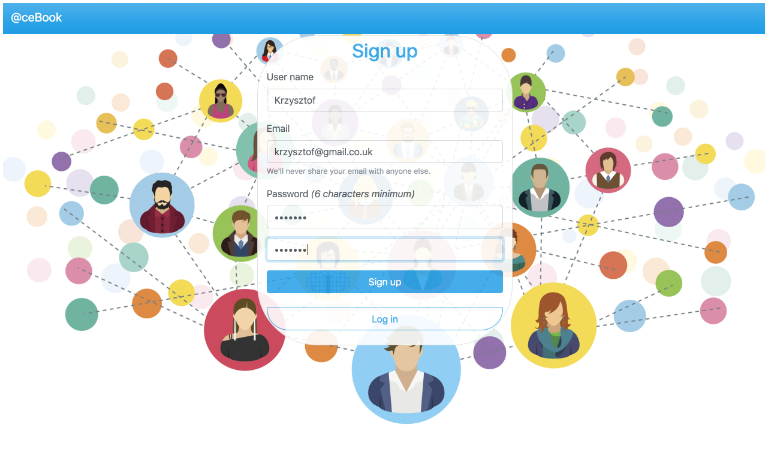 @ceBook
Sign up
User name
Krzysztof
Email
krzysztof@gmail.co.uk
We'll never share your email with anyone else.
Password (6 characters minimum)
•••••••
•••••••
Sign up
Log in